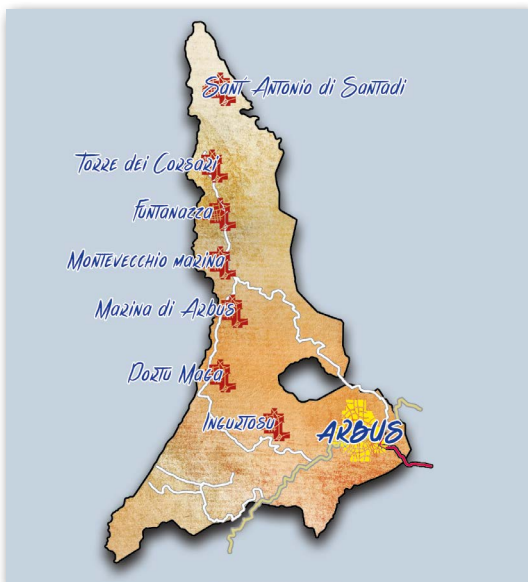 Sant' Antonio di Santadi
Torre dei Corsari
Funtanazza
Montevecchio marina
Marina di Arbus
Portu Maga
Ingurtosu
ARBUS